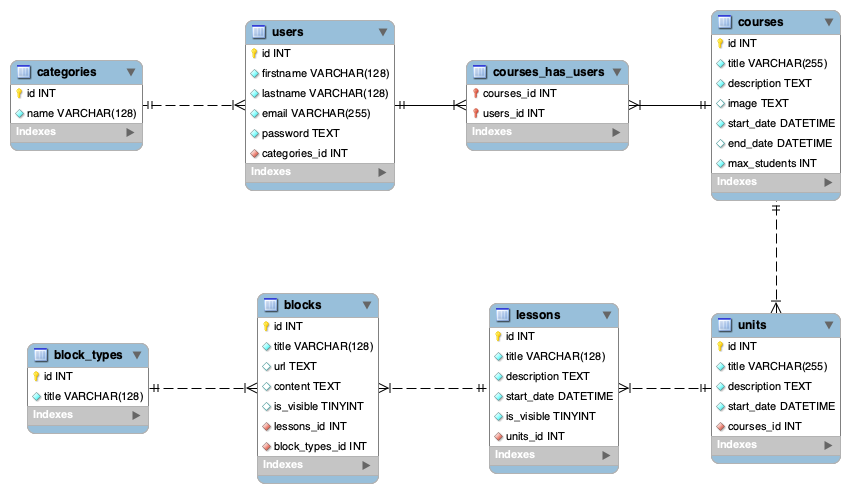 categories
id INT
name VARCHAR(128)
Indexes
users
id INT
firstname VARCHAR(128)
lastname VARCHAR(128)
email VARCHAR(255)
password TEXT
categories_id INT
Indexes
courses_has_users
courses_id INT
users_id INT
Indexes
courses
id INT
title VARCHAR(255)
description TEXT
image TEXT
start_date DATETIME
end_date DATETIME
max_students INT
Indexes
block_types
id INT
title VARCHAR(128)
Indexes
blocks
id INT
title VARCHAR(128)
url TEXT
content TEXT
is_visible TINYINT
lessons_id INT
block_types_id INT
Indexes
lessons
id INT
title VARCHAR(128)
description TEXT
start_date DATETIME
is_visible TINYINT
units_id INT
Indexes
units
id INT
title VARCHAR(255)
description TEXT
start_date DATETIME
courses_id INT
Indexes